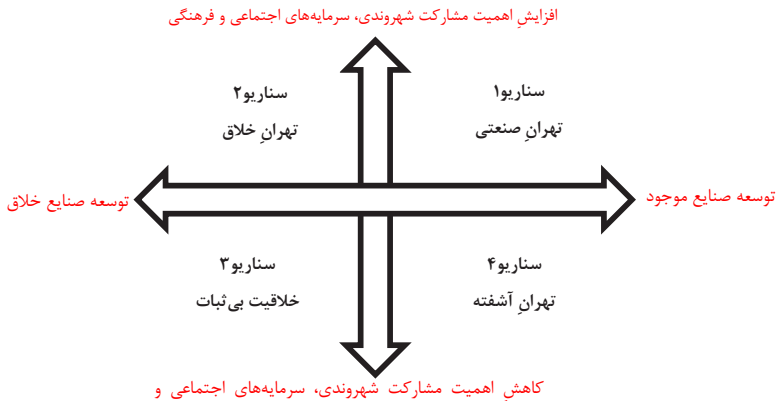 افزایشِ اهمیت مشارکت شهروندی، سرمایه‌های اجتماعی و فرهنگی
سناریو۱
تهرانِ صنعتی
سناریو۲
تهرانِ خلاق
توسعه صنایع موجود
توسعه صنایع خلاق
سناریو۴
تهرانِ آشفته
سناریو۳
خلاقیت بی‌ثبات
کاهشِ اهمیت مشارکت شهروندی، سرمایه‌های اجتماعی و